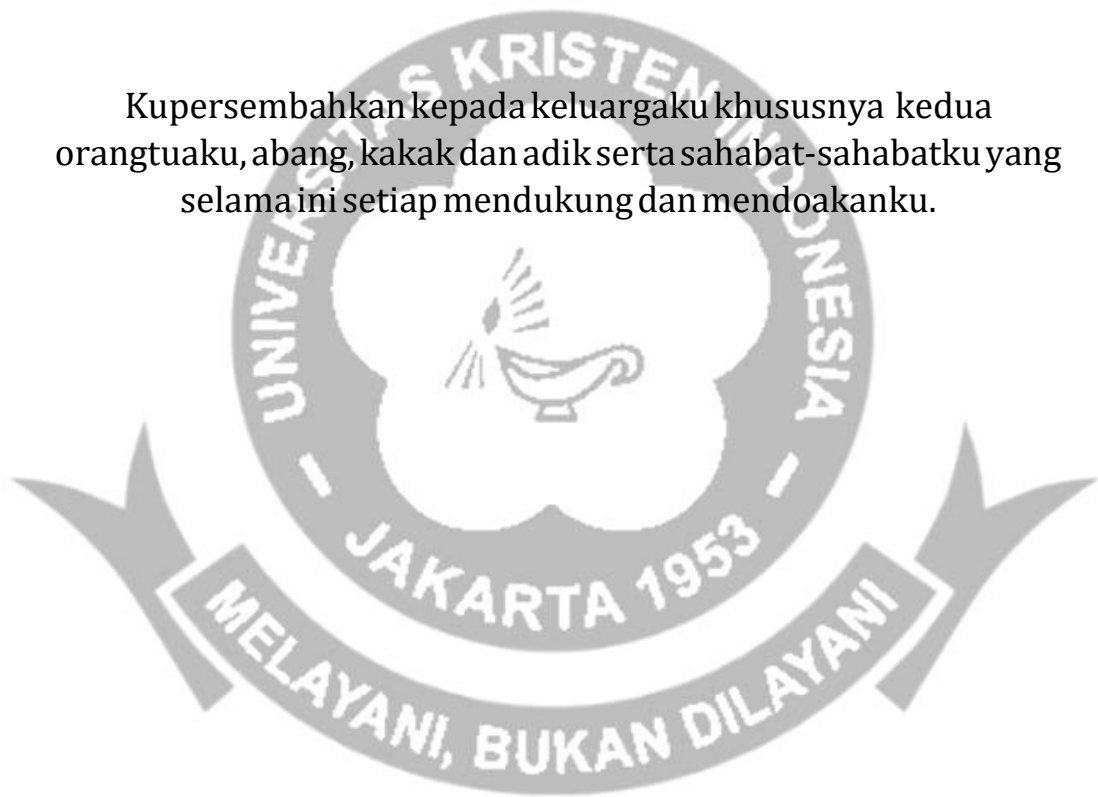 Kupersembahkan kepada keluargaku khususnya kedua
orangtuaku, abang, kakak dan adik serta sahabat-sahabatku yang
selama ini setiap mendukung dan mendoakanku.
UNIVERSITAS KRISTEN INDONESIA
JAKARTA 1953
MELAYANI, BUKAN DILAYANI